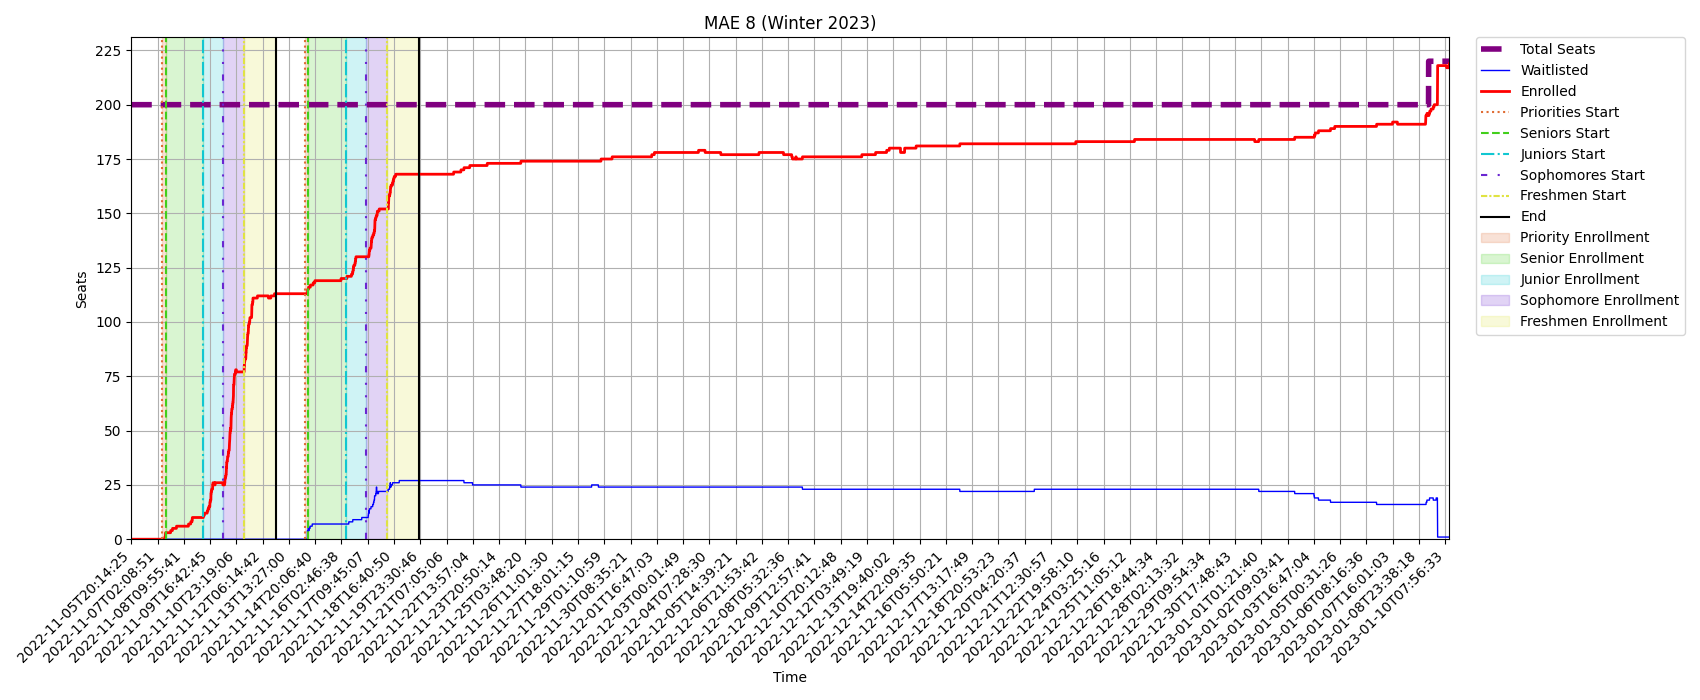 MAE 8 (Winter 2023)
Seats
225
200
175
150
125
100
75
50
25
0
2022-11-05T20:14:25
2022-11-07T02:08:51
2022-11-08T09:55:41
2022-11-09T16:42:45
2022-11-10T23:19:06
2022-11-12T06:14:42
2022-11-13T13:27:00
2022-11-14T20:06:40
2022-11-16T02:46:38
2022-11-17T09:45:07
2022-11-18T16:40:50
2022-11-19T23:30:46
2022-11-21T07:05:06
2022-11-22T13:57:04
2022-11-23T20:50:14
2022-11-25T03:48:20
2022-11-26T11:01:30
2022-11-27T18:01:15
2022-11-29T01:10:59
2022-11-30T08:35:21
2022-12-01T16:47:03
2022-12-03T00:01:49
2022-12-04T07:28:30
2022-12-05T14:39:21
2022-12-06T21:53:42
2022-12-08T05:32:36
2022-12-09T12:57:41
2022-12-10T20:12:48
2022-12-12T03:49:19
2022-12-13T19:40:02
2022-12-14T22:09:35
2022-12-16T05:50:21
2022-12-17T13:17:49
2022-12-18T20:53:23
2022-12-20T04:20:37
2022-12-21T12:30:57
2022-12-22T19:58:10
2022-12-24T03:25:16
2022-12-25T11:05:12
2022-12-26T18:44:34
2022-12-28T02:13:32
2022-12-29T09:54:34
2022-12-30T17:48:43
2023-01-01T01:21:40
2023-01-02T09:03:41
2023-01-03T16:47:04
2023-01-05T00:31:26
2023-01-06T08:16:36
2023-01-07T16:01:03
2023-01-08T23:38:18
2023-01-10T07:56:33
Time
Total Seats
Waitlisted
Enrolled
Priorities Start
Seniors Start
Juniors Start
Sophomores Start
Freshmen Start
End
Priority Enrollment
Senior Enrollment
Junior Enrollment
Sophomore Enrollment
Freshmen Enrollment